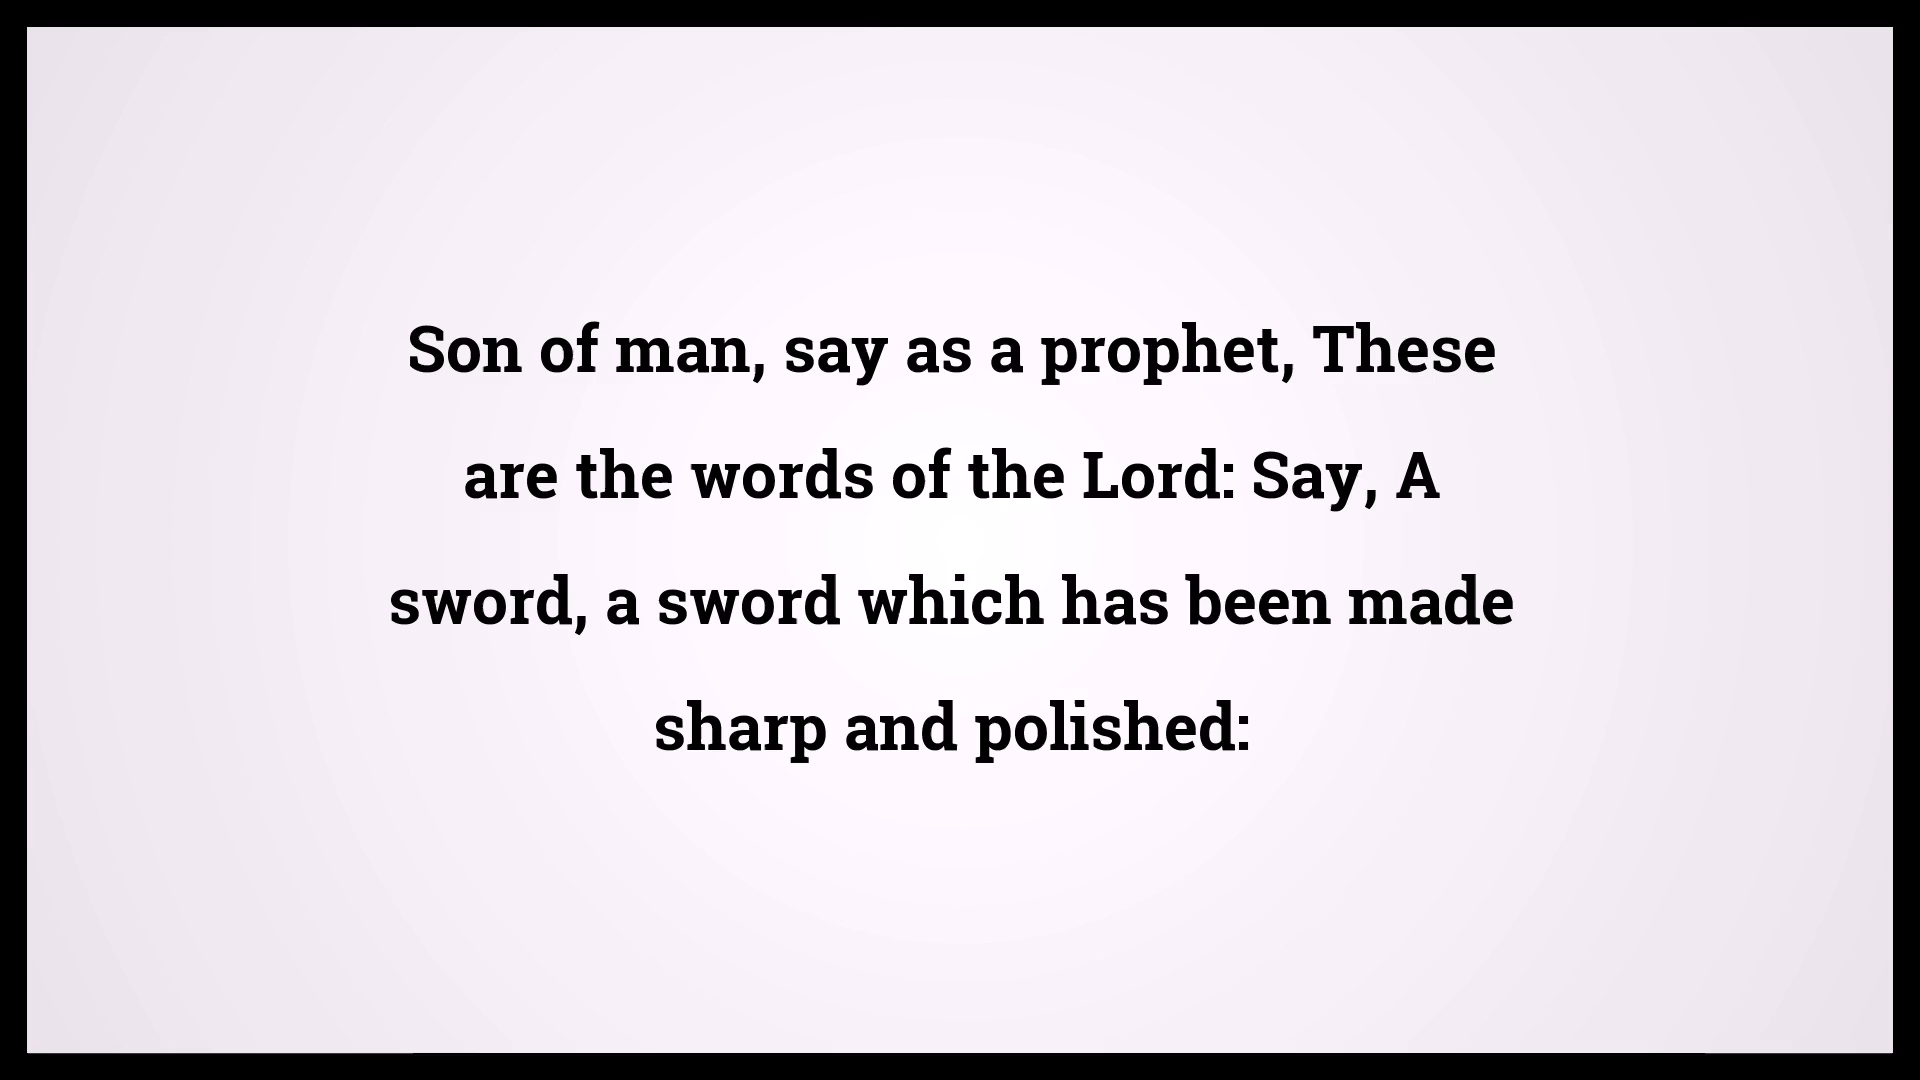 Son of man, say as a prophet, These
are the words of the Lord: Say, A
sword, a sword which has been made
sharp and polished: